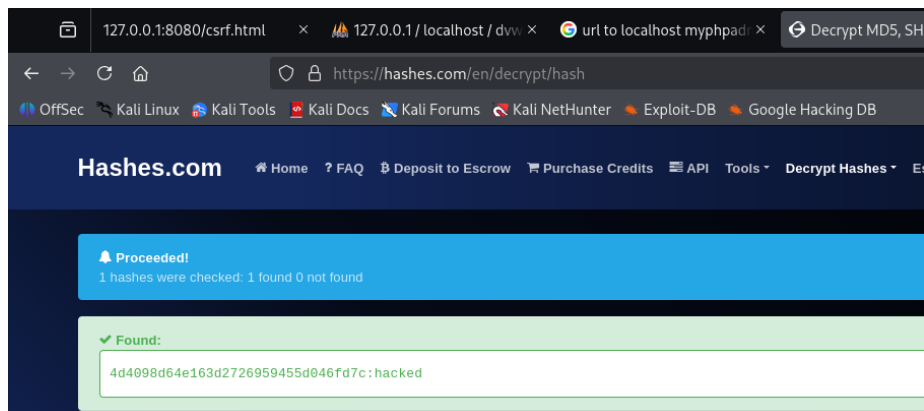 127.0.0.1:8080/csrf.html
127.0.0.1 / localhost / dvw
url to localhost myphpadr
Decrypt MD5, SH
https://hashes.com/en/decrypt/hash
OffSec Kali Linux Kali Tools Kali Docs Kali Forums Kali NetHunter Exploit-DB Google Hacking DB
Hashes.com Home ? FAQ Deposit to Escrow Purchase Credits API Tools Decrypt Hashes Es
Proceeded!
1 hashes were checked: 1 found 0 not found
Found:
4d4098d64e163d2726959455d046fd7c:hacked